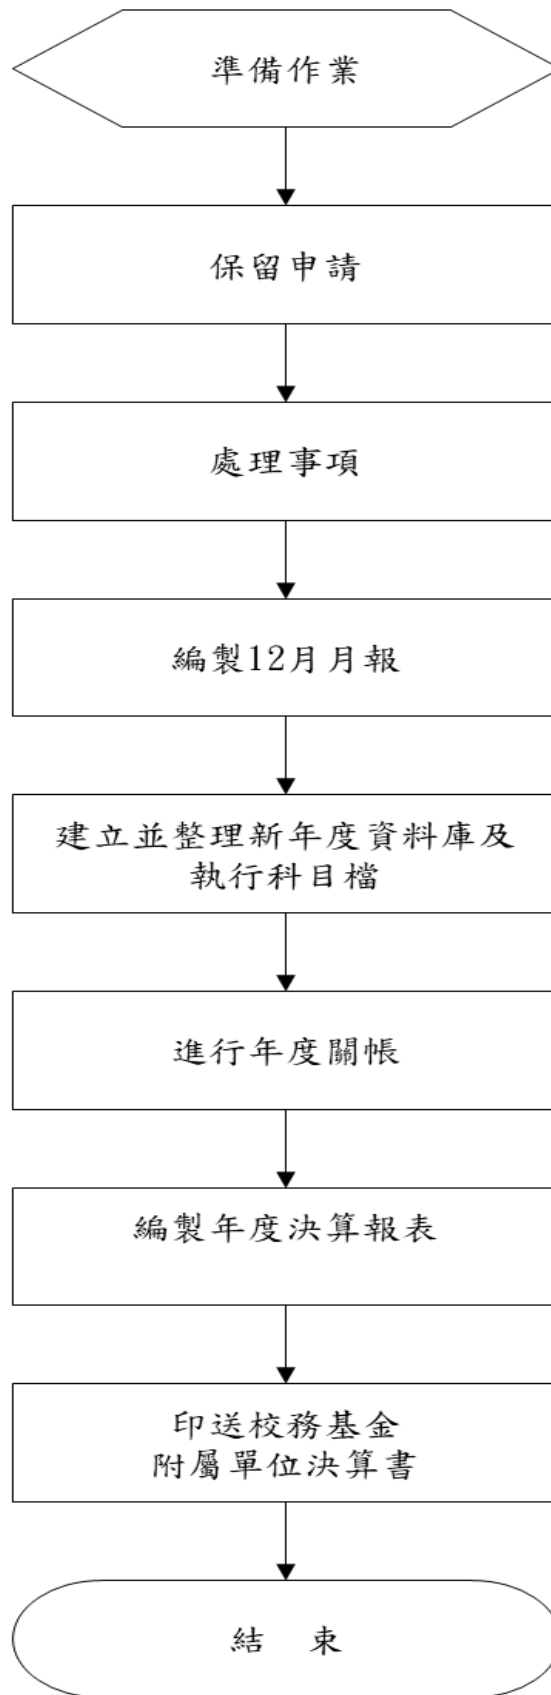 準備作業
保留申請
處理事項
編製12月月報
建立並整理新年度資料庫及
執行科目檔
進行年度關帳
編製年度決算報表
印送校務基金
附屬單位決算書
結　束